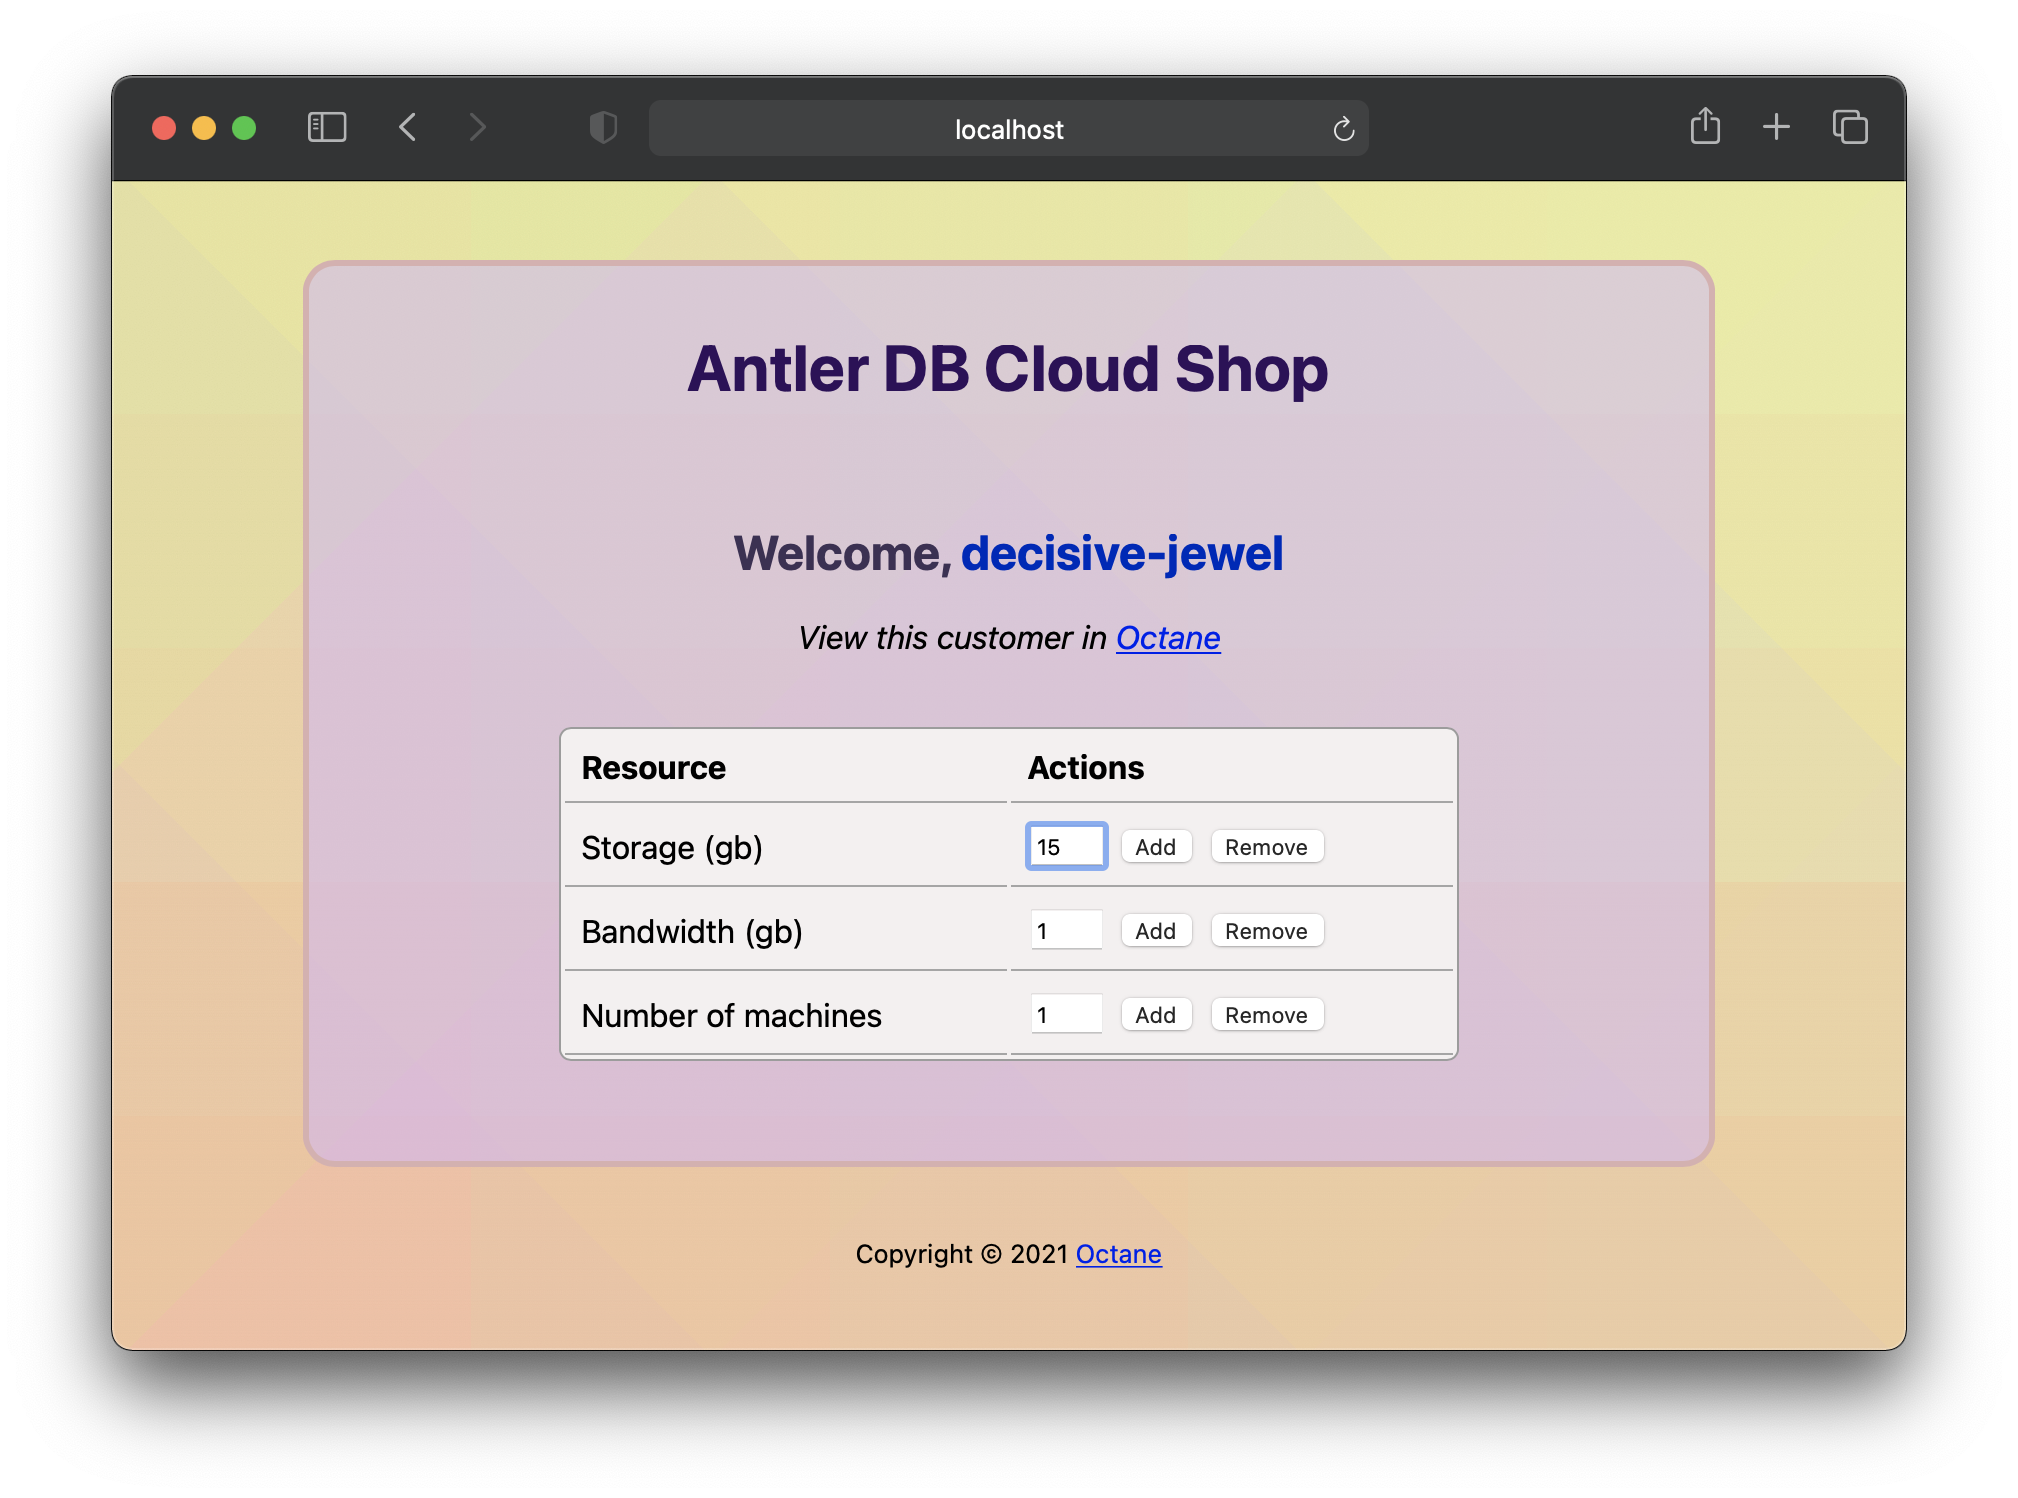 localhost
Antler DB Cloud Shop
Welcome, decisive-jewel
View this customer in Octane
Resource Actions
Storage (gb) 15 Add Remove
Bandwidth (gb) 1 Add Remove
Number of machines 1 Add Remove
Copyright © 2021 Octane